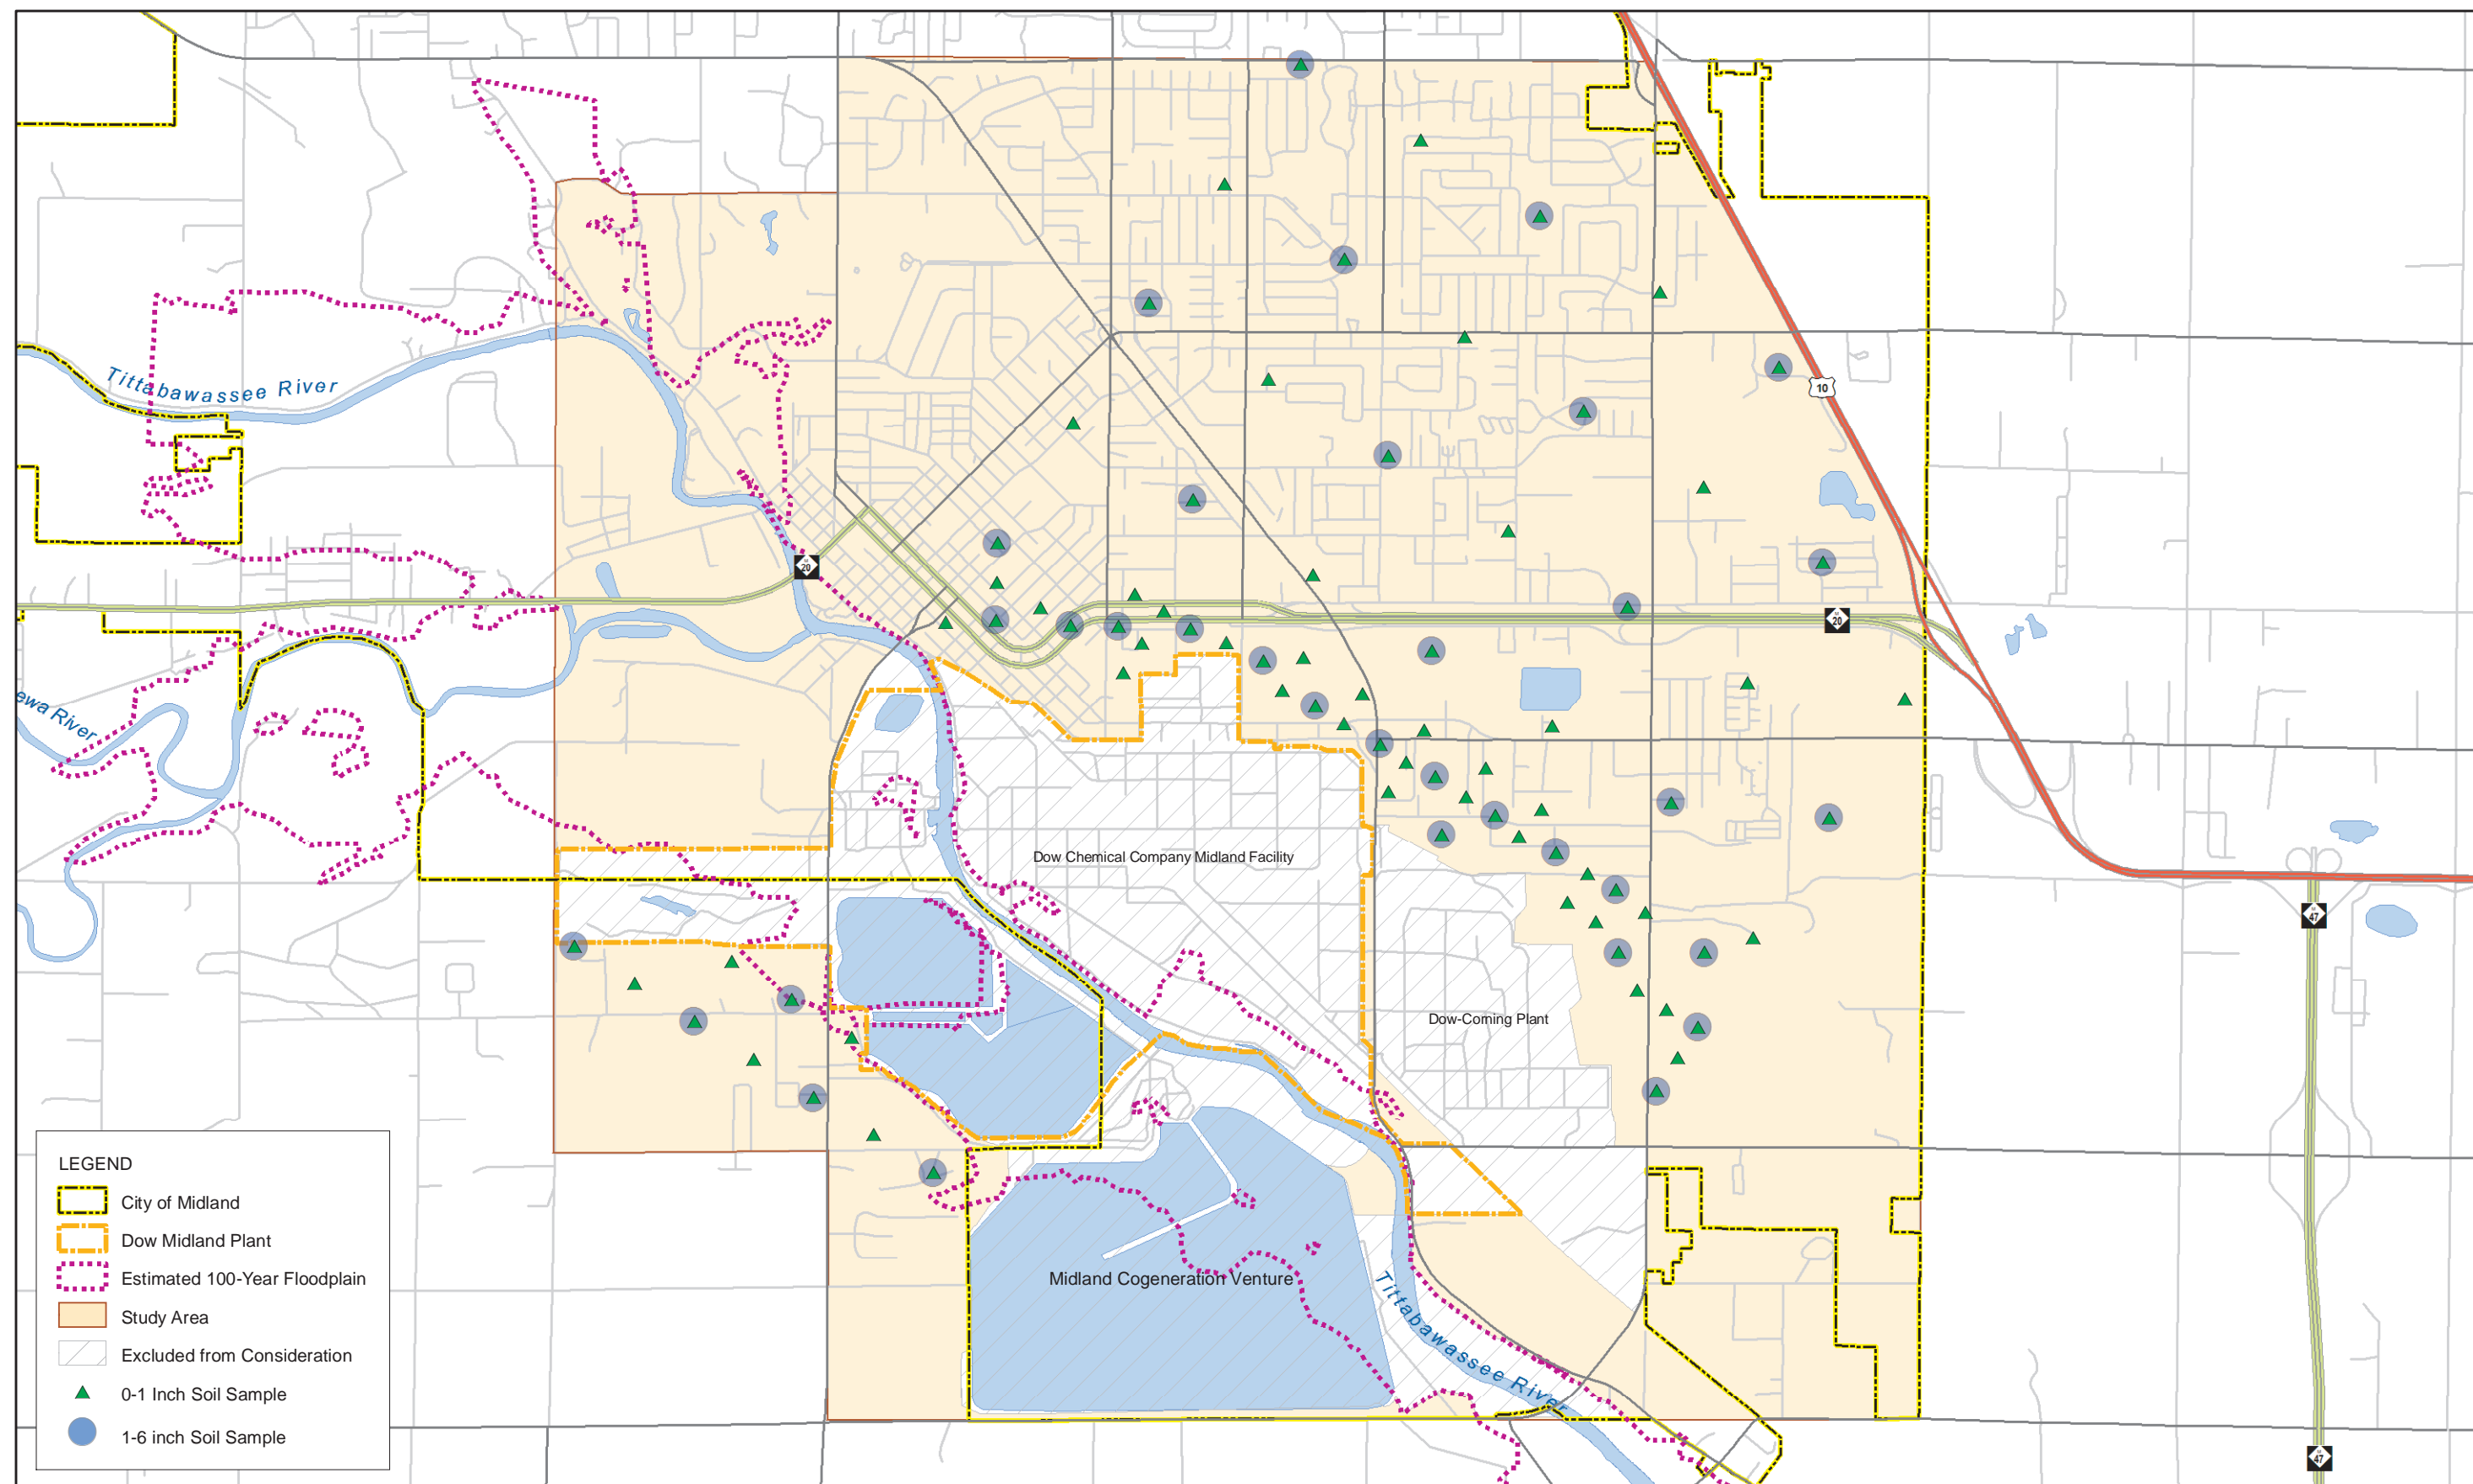 10
Tittabawassee River
M
20
M
20
ewa River
Dow Chemical Company Midland Facility
M
47
Dow-Corning Plant
LEGEND
City of Midland
Dow Midland Plant
Estimated 100-Year Floodplain
Study Area
Excluded from Consideration
0-1 Inch Soil Sample
1-6 inch Soil Sample
Midland Cogeneration Venture
Tittabawassee River
M
47